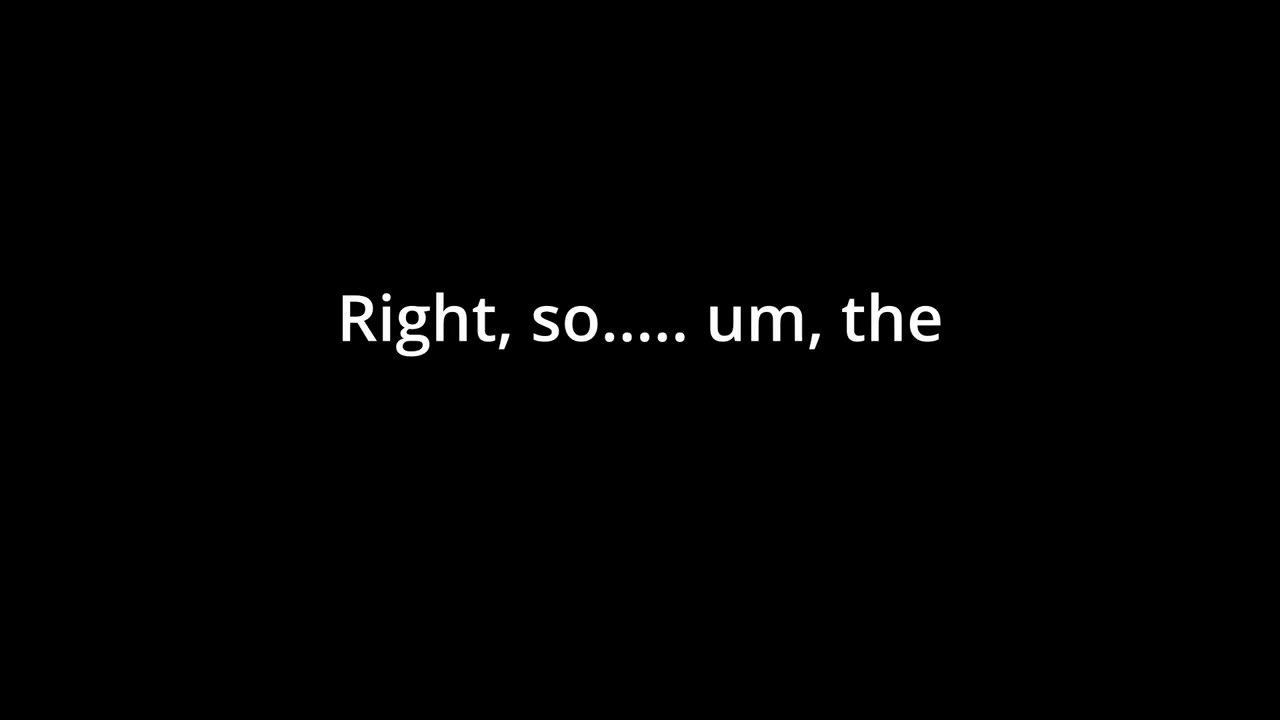 Right, so..... um, the